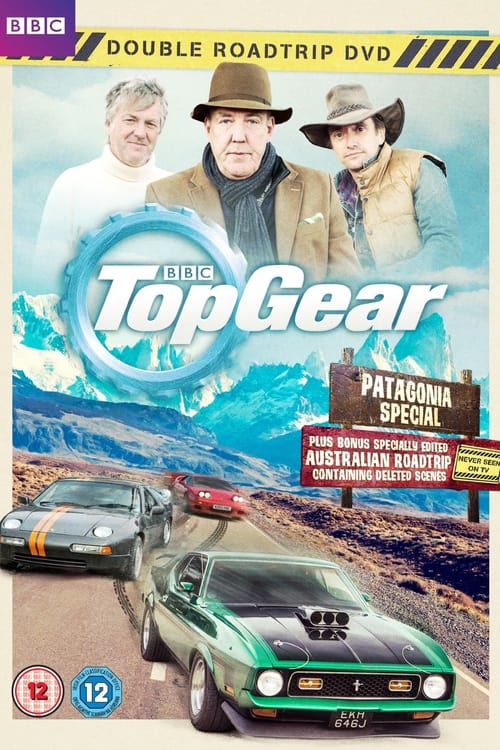 BBC
DOUBLE ROADTRIP DVD
BBC
TopGear
PATAGONIA
SPECIAL
PLUS BONUS SPECIALLY EDITED
AUSTRALIAN ROADTRIP
CONTAINING DELETED SCENES
NEVER SEEN
ON TV
EKH
646J
12
12